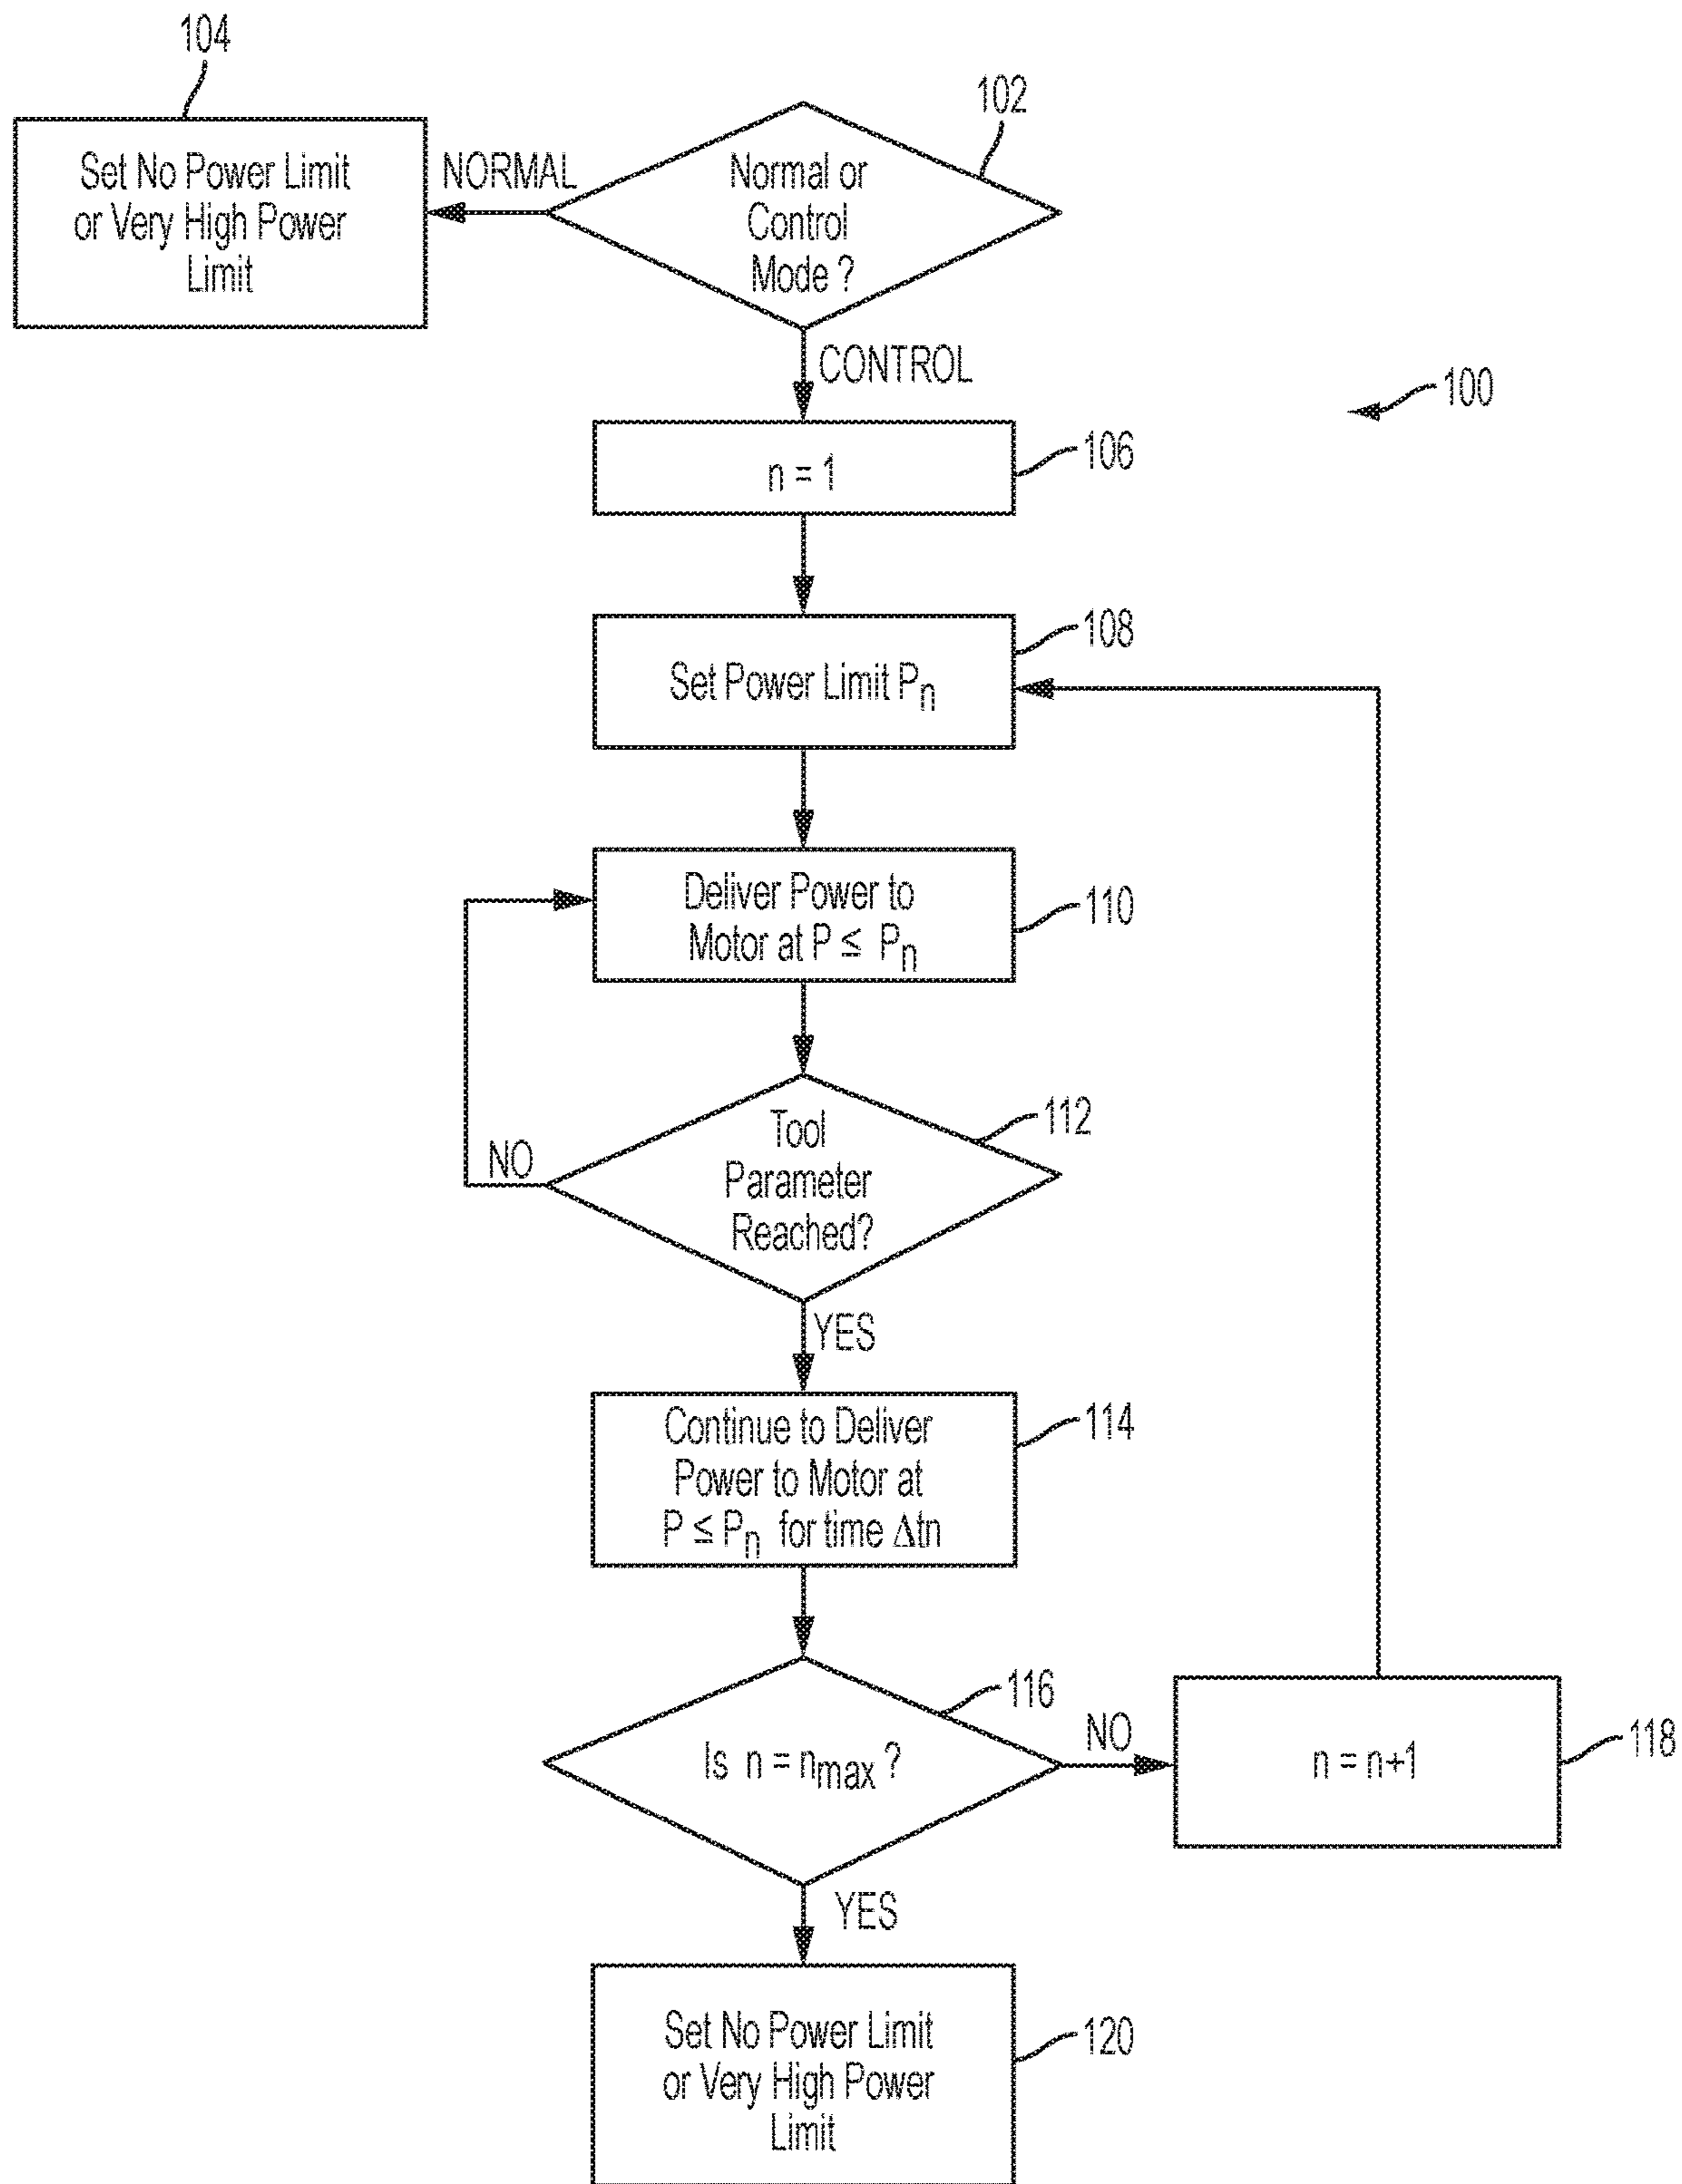 104
Set No Power Limit
or Very High Power
Limit
NORMAL
102
Normal or
Control
Mode ?
CONTROL
100
n = 1
106
108
Set Power Limit Pn
Deliver Power to
Motor at P ≤ Pn
110
112
Tool
Parameter
Reached?
NO
YES
Continue to Deliver
Power to Motor at
P ≤ Pn for time Δtn
114
116
Is n = nmax ?
NO
n = n+1
118
YES
Set No Power Limit
or Very High Power
Limit
120